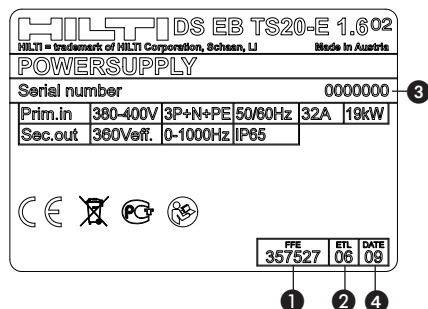 HILTI DS EB TS20-E 1.6 02
HILTI = trademark of HILTI Corporation, Schaan, LI Made in Austria
POWERSUPPLY
Serial number 0000000 3
Prim.in 380-400V 3P+N+PE 50/60Hz 32A 19kW
Sec.out 360Veff. 0-1000Hz IP65
CE PCT
FFE ETL DATE
357527 06 09
1 2 4